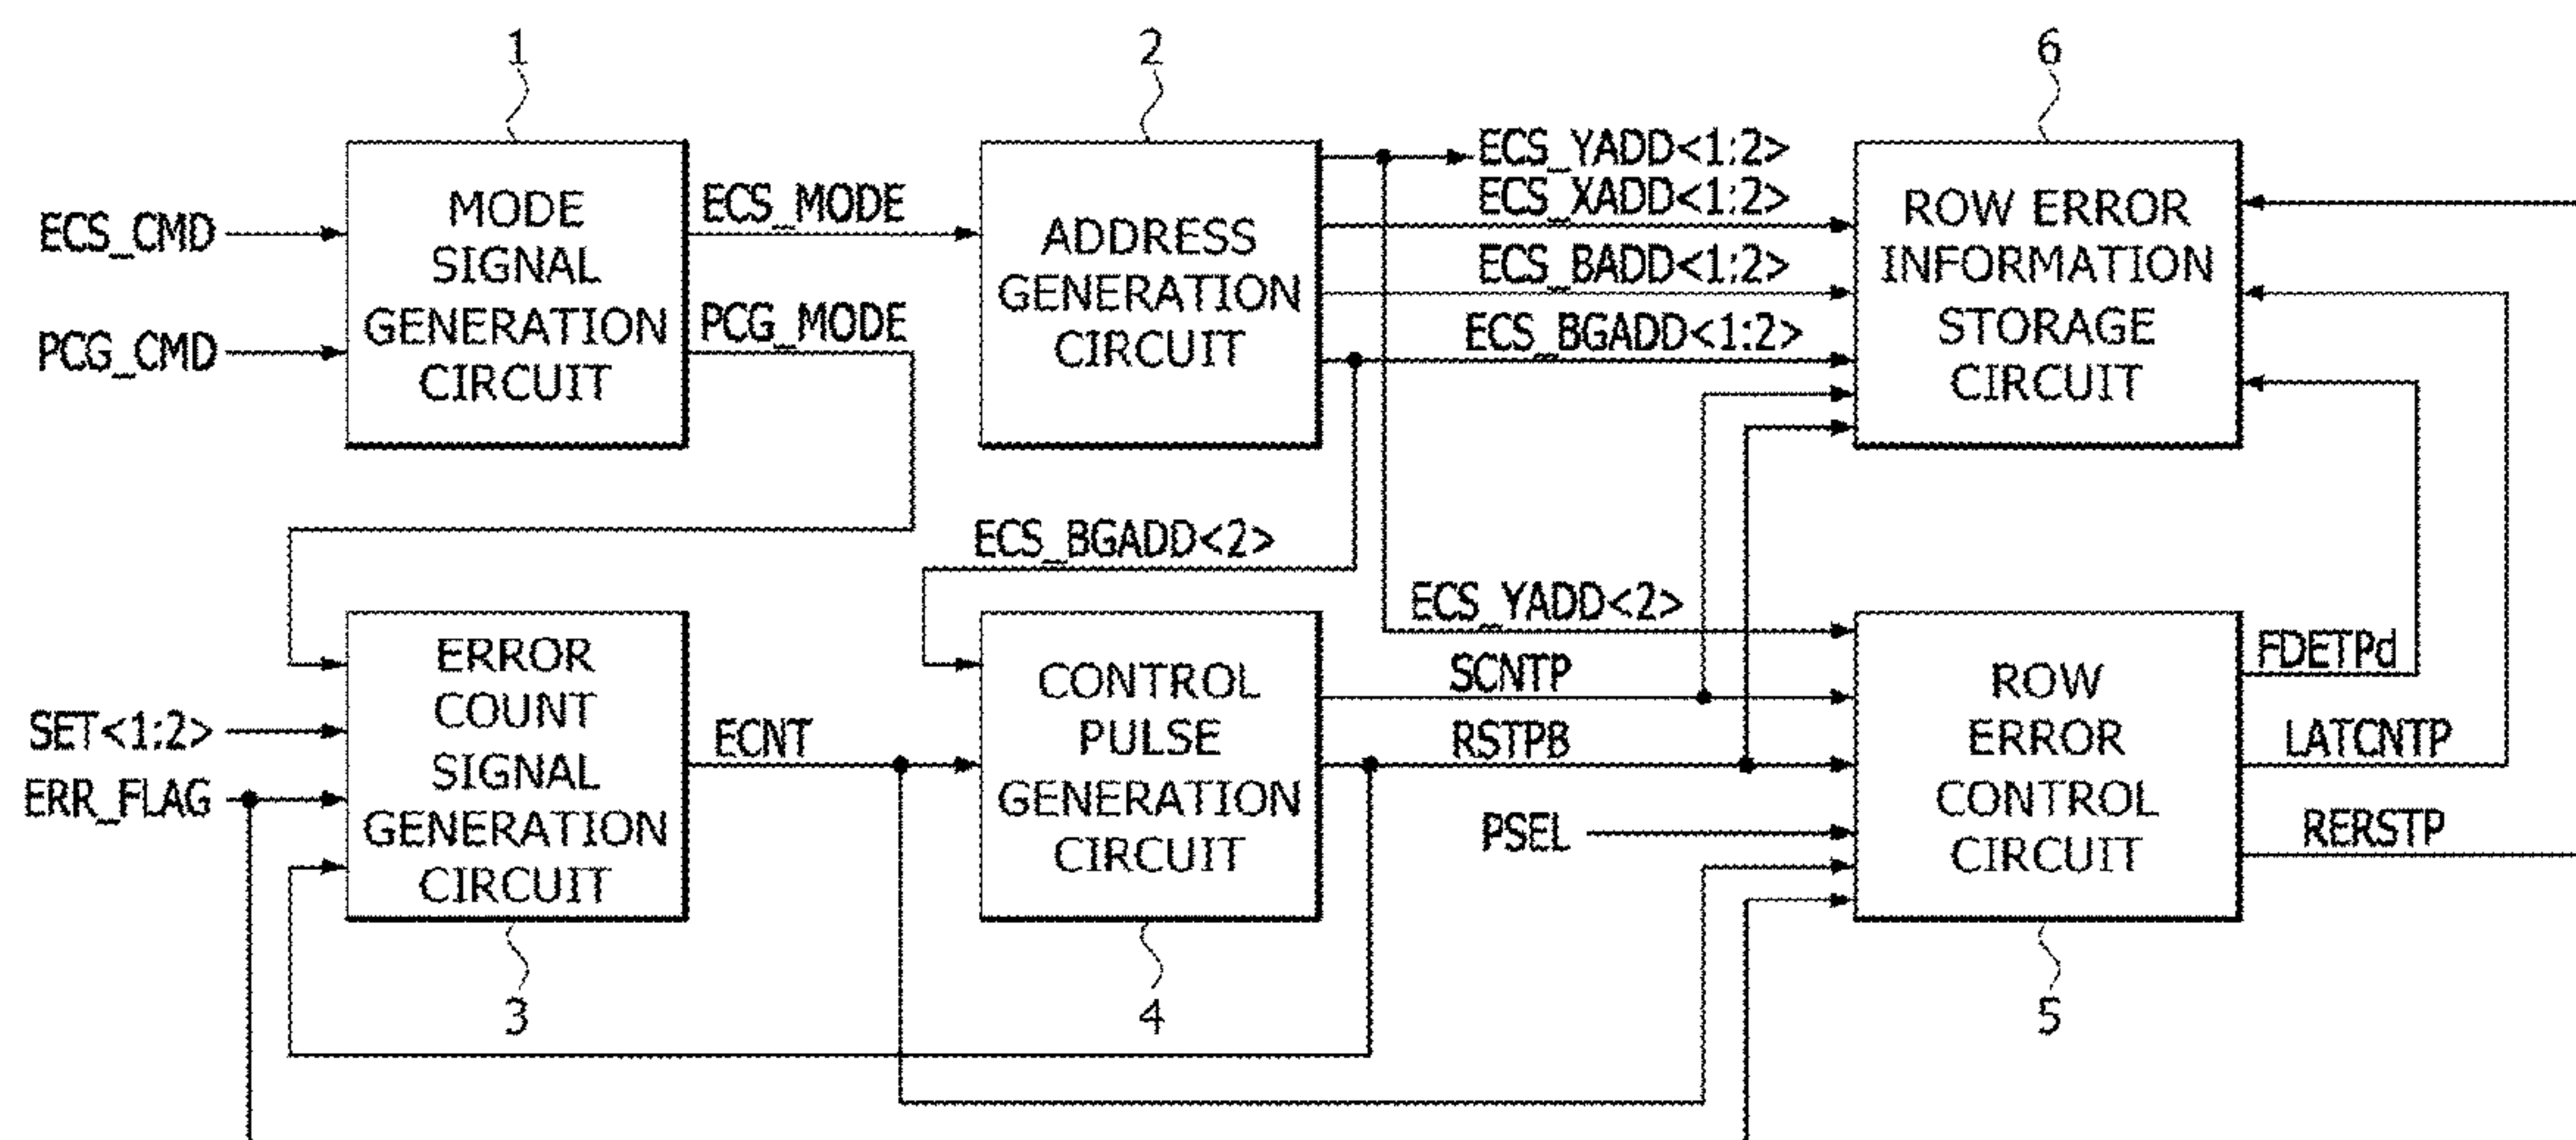 1
2
6
ECS_CMD
PCG_CMD
MODE
SIGNAL
GENERATION
CIRCUIT
ECS_MODE
PCG_MODE
ADDRESS
GENERATION
CIRCUIT
ECS_YADD<1:2>
ECS_XADD<1:2>
ECS_BADD<1:2>
ECS_BGADD<1:2>
ROW ERROR
INFORMATION
STORAGE
CIRCUIT
ECS_BGADD<2>
ECS_YADD<2>
SET<1:2>
ERR_FLAG
ERROR
COUNT
SIGNAL
GENERATION
CIRCUIT
ECNT
CONTROL
PULSE
GENERATION
CIRCUIT
SCNTP
RSTPB
PSEL
ROW
ERROR
CONTROL
CIRCUIT
FDETPd
LATCNTP
RERSTP
3
4
5